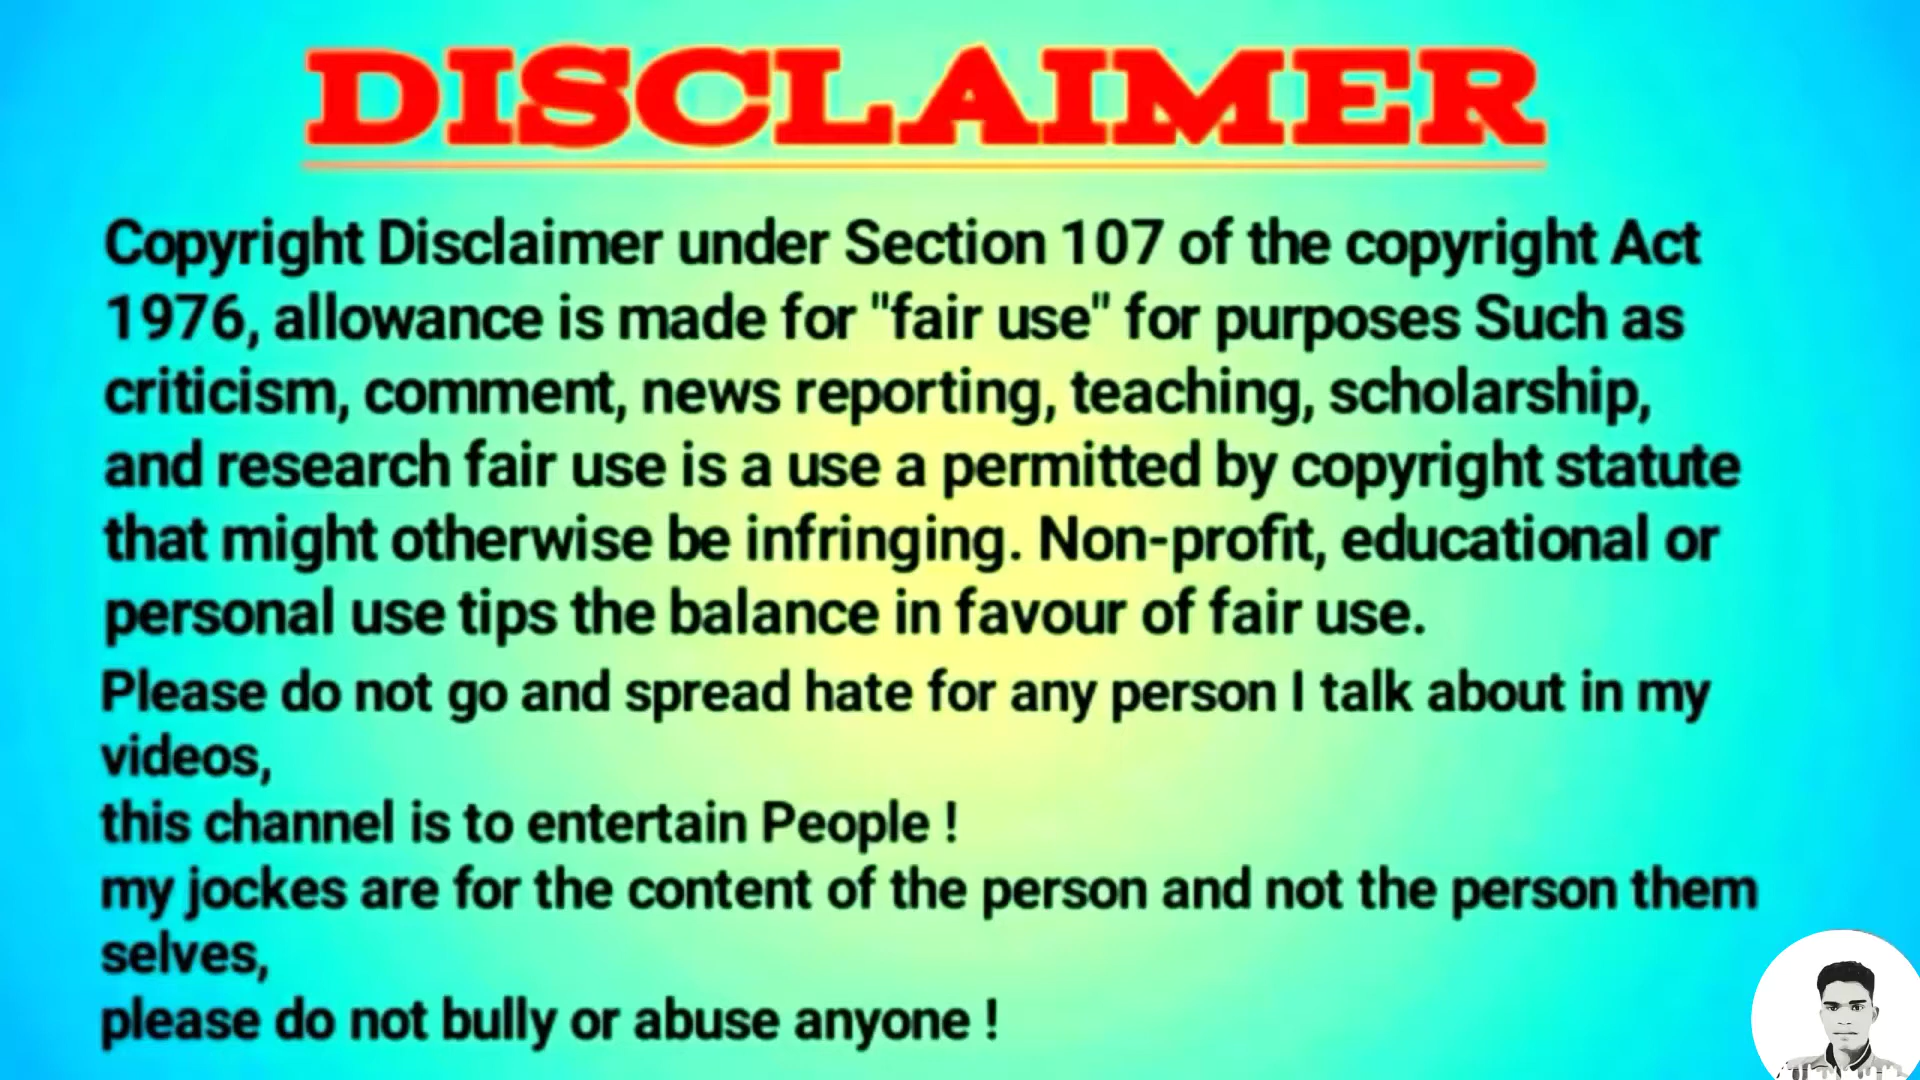 DISCLAIMER
Copyright Disclaimer under Section 107 of the copyright Act
1976, allowance is made for "fair use" for purposes Such as
criticism, comment, news reporting, teaching, scholarship,
and research fair use is a use a permitted by copyright statute
that might otherwise be infringing. Non-profit, educational or
personal use tips the balance in favour of fair use.
Please do not go and spread hate for any person I talk about in my
videos,
this channel is to entertain People !
my jockes are for the content of the person and not the person them
selves,
please do not bully or abuse anyone !